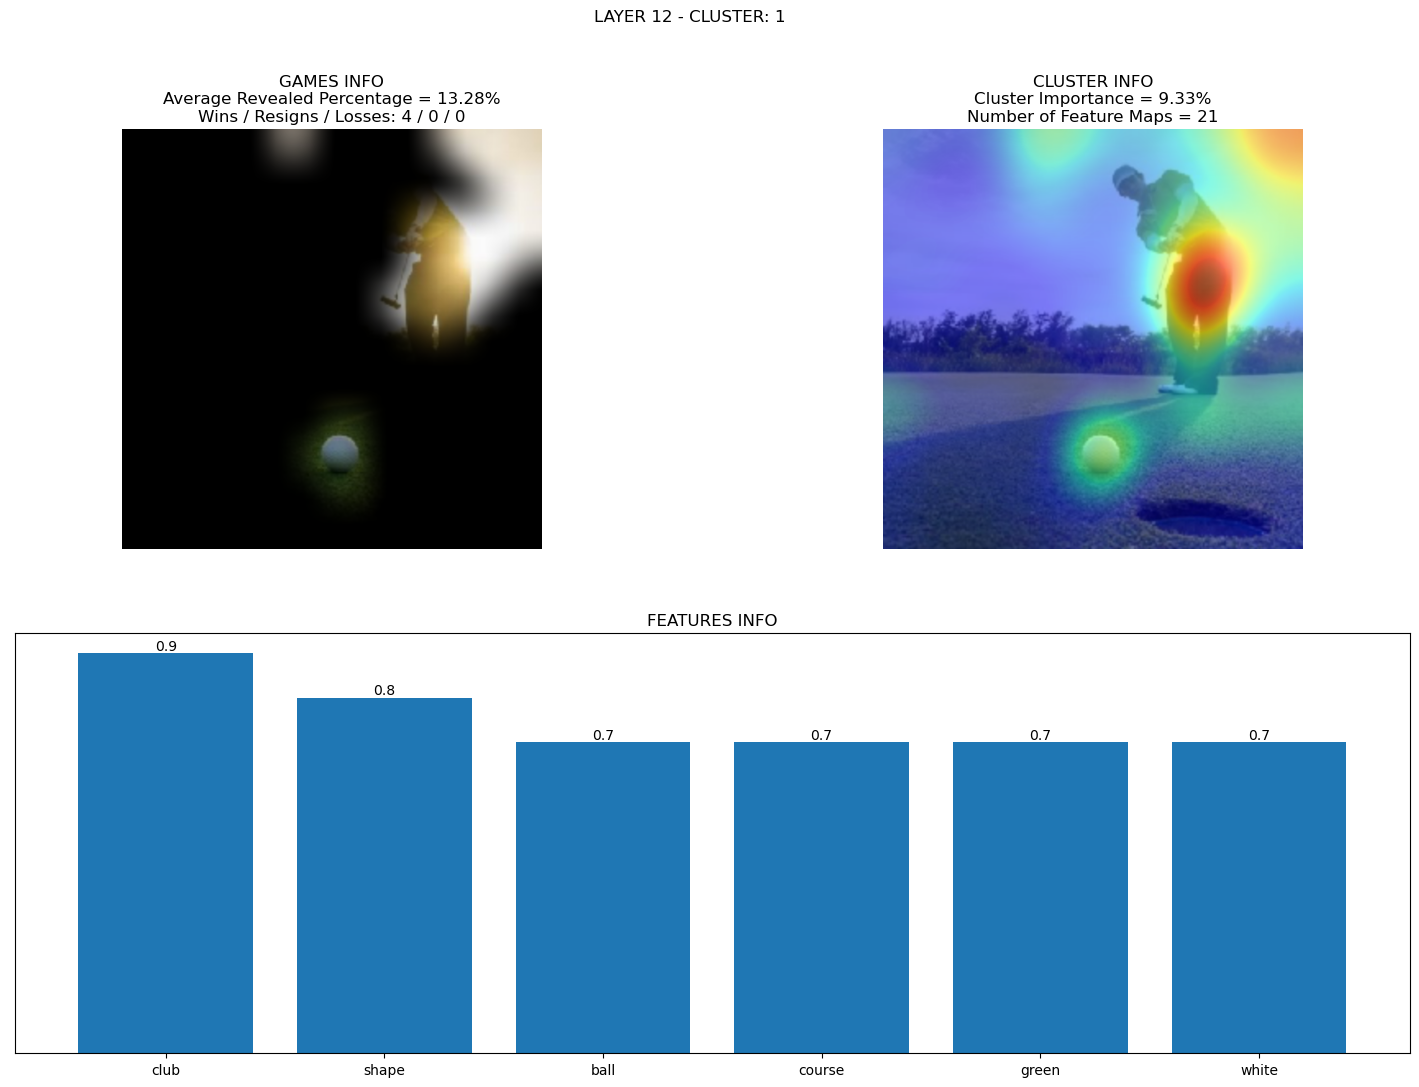 LAYER 12 - CLUSTER: 1
GAMES INFO
Average Revealed Percentage = 13.28%
Wins / Resigns / Losses: 4 / 0 / 0
CLUSTER INFO
Cluster Importance = 9.33%
Number of Feature Maps = 21
FEATURES INFO
0.9
0.8
0.7
0.7
0.7
0.7
club
shape
ball
course
green
white